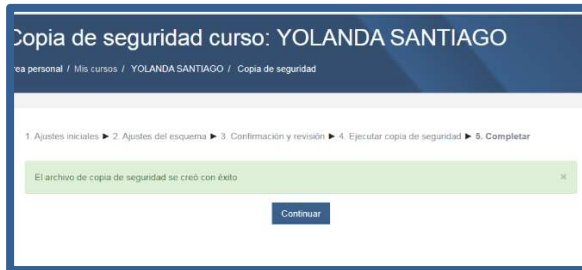 Copia de seguridad curso: YOLANDA SANTIAGO
rea personal / Mis cursos / YOLANDA SANTIAGO / Copia de seguridad
1. Ajustes iniciales ► 2. Ajustes del esquema ► 3. Confirmación y revisión ► 4. Ejecutar copia de seguridad ► 5. Completar
El archivo de copia de seguridad se creó con éxito ×
Continuar